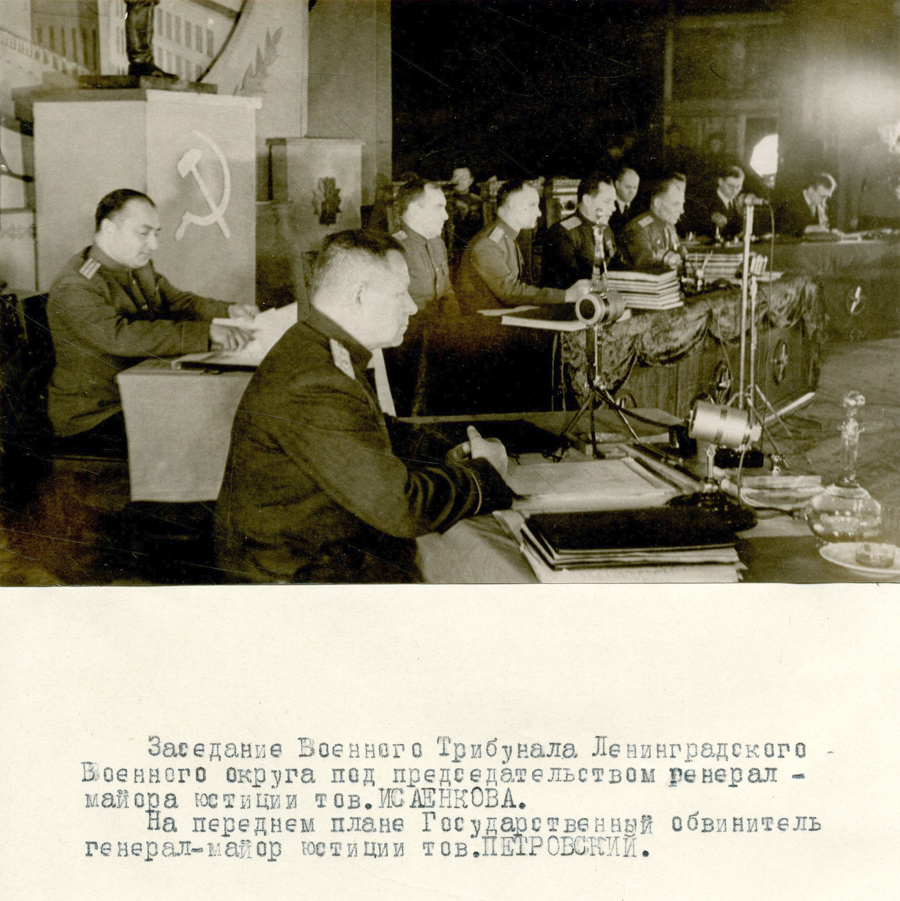 Заседание Военного Трибунала Ленинградского -
Военного округа под председательством генерал -
майора юстиции тов.ИСАЕНКОВА.
На переднем плане Государственный обвинитель
генерал-майор юстиции тов.ПЕТРОВСКИЙ.